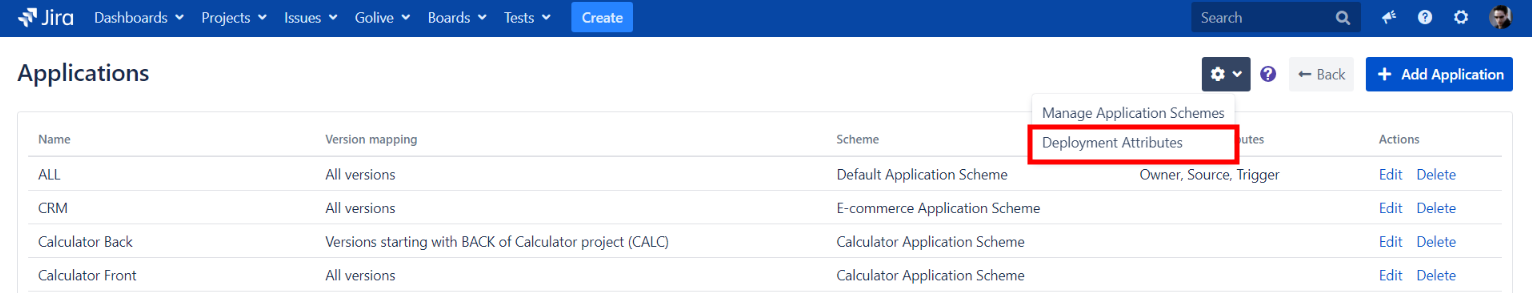 Jira Dashboards Projects Issues Golive Boards Tests Create Search
Applications Back + Add Application
Manage Application Schemes
Deployment Attributes
Name Version mapping Scheme butes Actions
ALL All versions Default Application Scheme Owner, Source, Trigger Edit Delete
CRM All versions E-commerce Application Scheme Edit Delete
Calculator Back Versions starting with BACK of Calculator project (CALC) Calculator Application Scheme Edit Delete
Calculator Front All versions Calculator Application Scheme Edit Delete